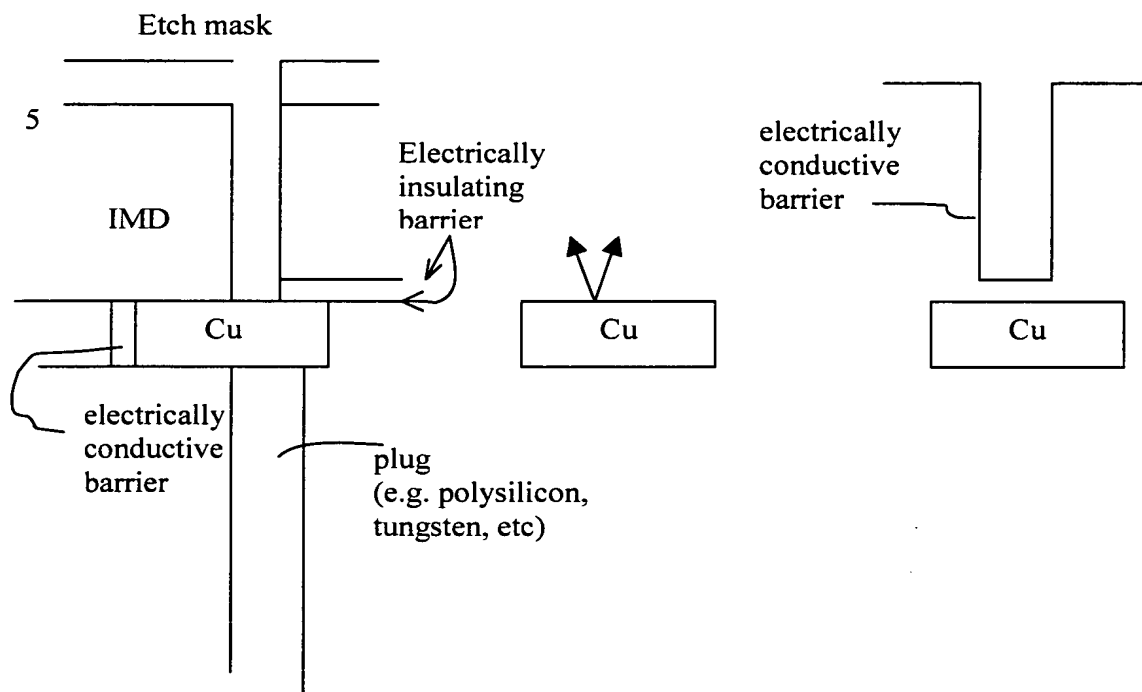 Etch mask
5
IMD
Electrically
insulating
barrier
electrically
conductive
barrier
Cu
Cu
Cu
electrically
conductive
barrier
plug
(e.g. polysilicon,
tungsten, etc)